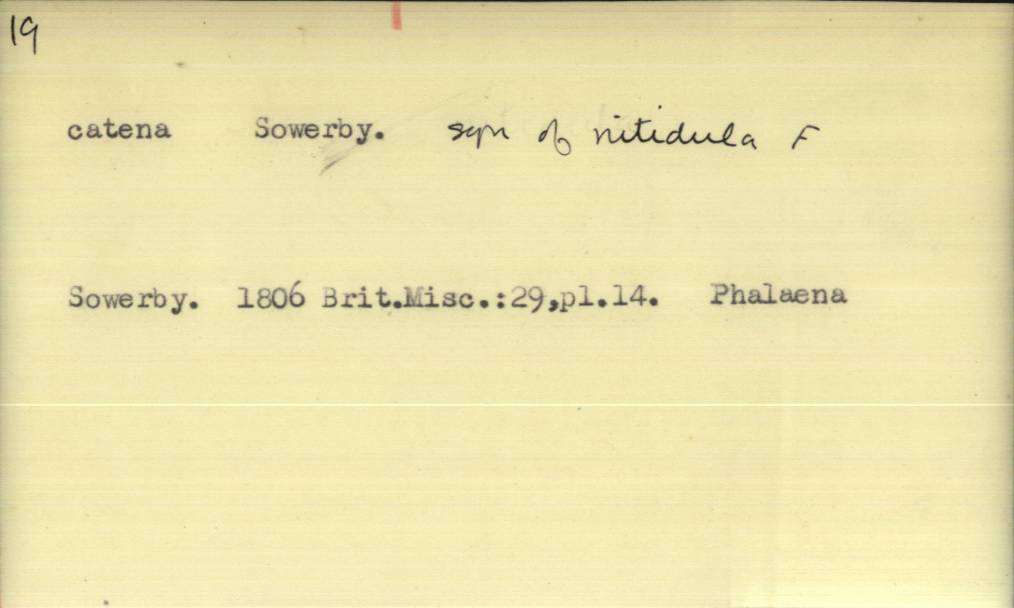 19
catena Sowerby. syn of nitidula F
Sowerby. 1806 Brit.Misc.:29,pl.14. Phalaena